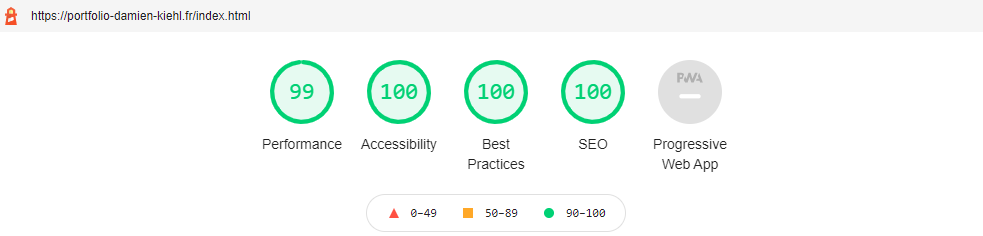 https://portfolio-damien-kiehl.fr/index.html
99 100 100 100 PWA
Performance Accessibility Best Practices SEO Progressive Web App
0–49 50–89 90–100